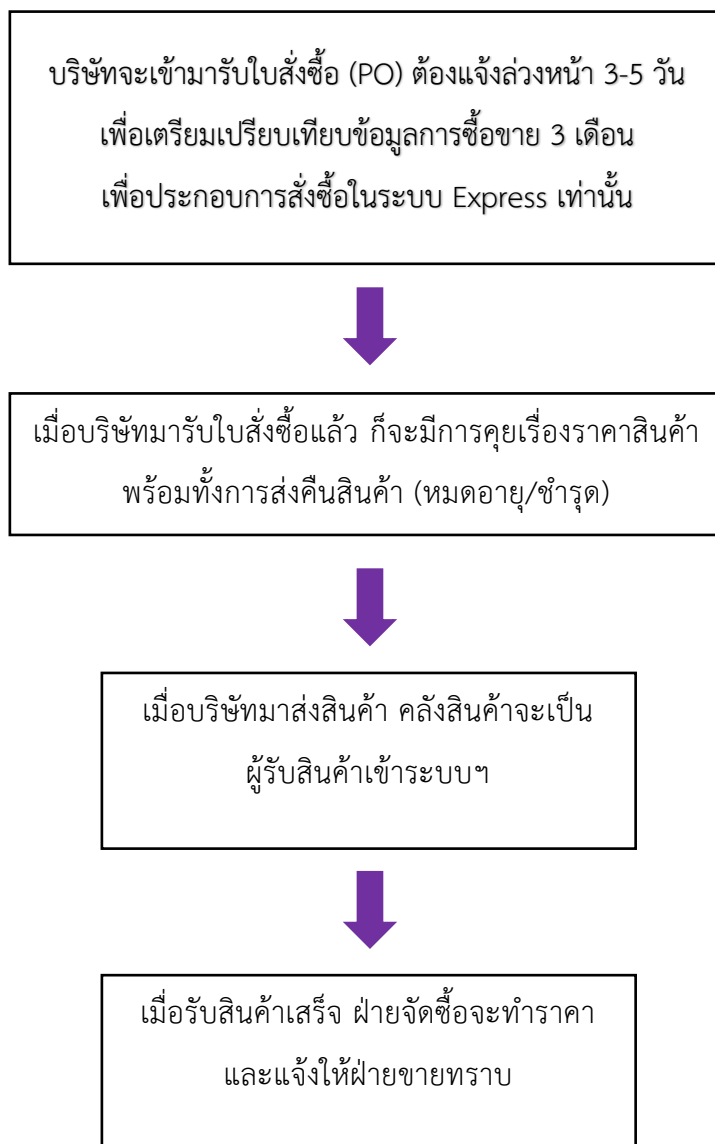 บริษัทจะเข้ามารับใบสั่งซื้อ (PO) ต้องแจ้งล่วงหน้า 3-5 วัน
เพื่อเตรียมเปรียบเทียบข้อมูลการซื้อขาย 3 เดือน
เพื่อประกอบการสั่งซื้อในระบบ Express เท่านั้น
เมื่อบริษัทมารับใบสั่งซื้อแล้ว ก็จะมีการคุยเรื่องราคาสินค้า
พร้อมทั้งการส่งคืนสินค้า (หมดอายุ/ชำรุด)
เมื่อบริษัทมาส่งสินค้า คลังสินค้าจะเป็น
ผู้รับสินค้าเข้าระบบฯ
เมื่อรับสินค้าเสร็จ ฝ่ายจัดซื้อจะทำราคา
และแจ้งให้ฝ่ายขายทราบ